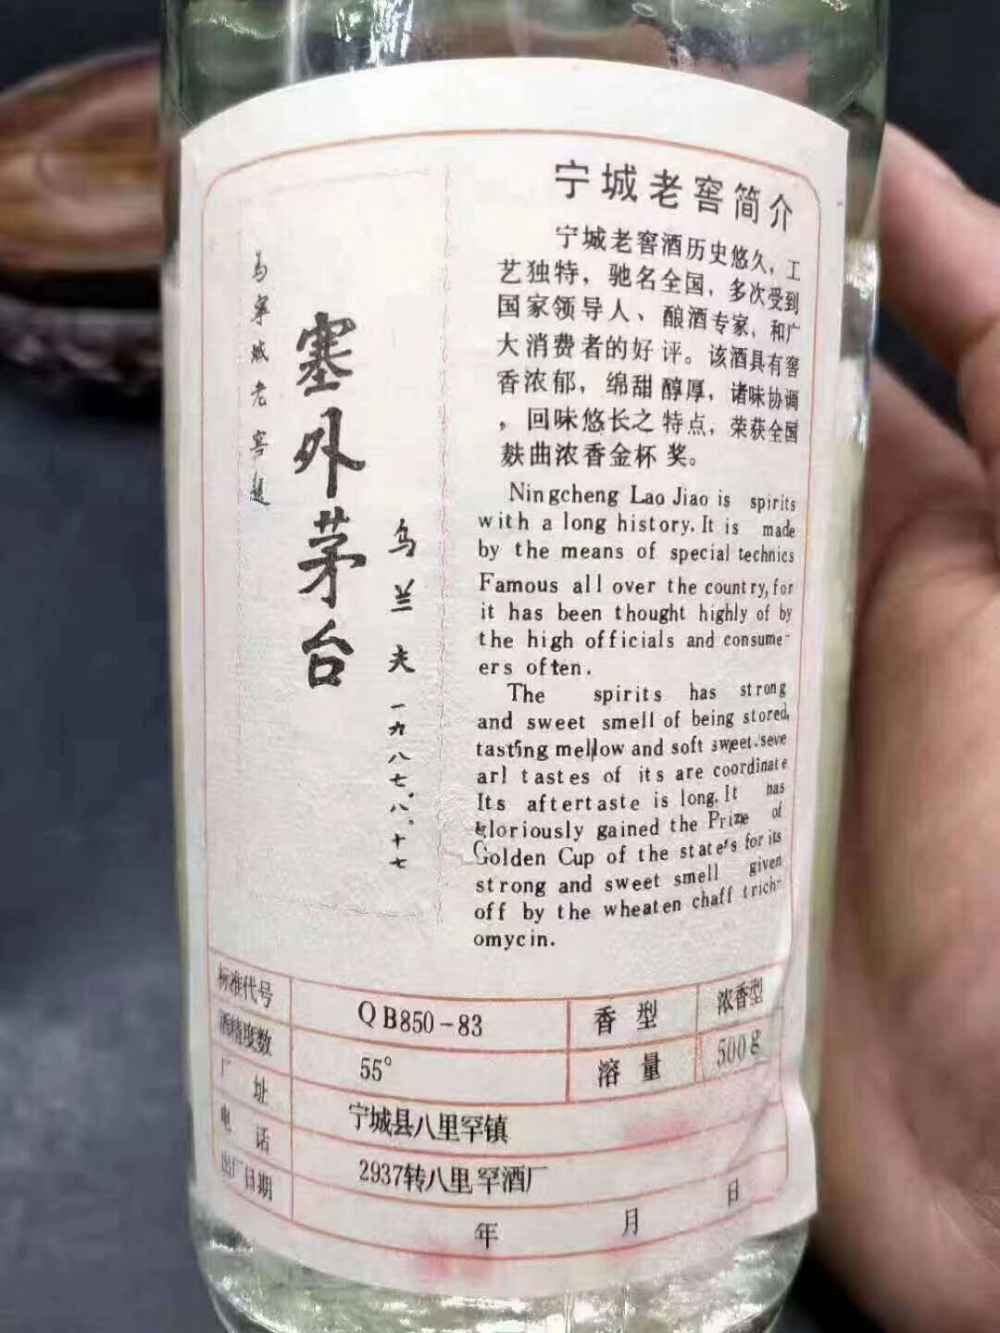 宁城老窖简介
宁城老窖酒历史悠久，工
艺独特，驰名全国，多次受到
国家领导人、酿酒专家，和广
大消费者的好评。该酒具有窖
香浓郁，绵甜醇厚，诸味协调
，回味悠长之特点，荣获全国
麸曲浓香金杯奖。
Ningcheng Lao Jiao is spirits
with a long history. It is made
by the means of special technics
Famous all over the country, for
it has been thought highly of by
the high officials and consume-
ers often.
The spirits has strong
and sweet smell of being stored,
tasting mellow and soft sweet. seve
arl tastes of its are coordinate
Its aftertaste is long. It has
gloriously gained the Prize of
Golden Cup of the state's for its
strong and sweet smell given
off by the wheaten chaff trich-
omycin.
为宁城老窖题
塞外茅台
乌兰夫
一九八七、八、十七
标准代号 QB850-83 香型 浓香型
酒精度数 55° 溶量 500g
厂址 宁城县八里罕镇
电话 2937转八里罕酒厂
出厂日期 年 月 日